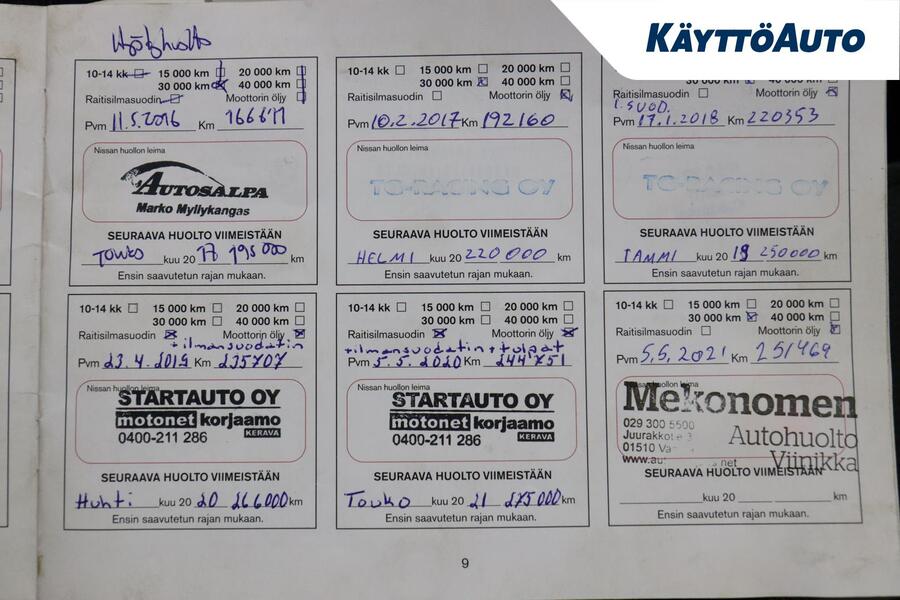 KÄYTTÖAUTO
10-14 kk 15 000 km 20 000 km
30 000 km 40 000 km
Raitisilmasuodin Moottorin öljy
Pvm 11.5.2016 Km 166611
Nissan huollon leima
AUTOSALPA
Marko Myllykangas
SEURAAVA HUOLTO VIIMEISTÄÄN
TOUKO kuu 20 17 195000 km
Ensin saavutetun rajan mukaan.
10-14 kk 15 000 km 20 000 km
30 000 km 40 000 km
Raitisilmasuodin Moottorin öljy
Pvm 10.2.2017 Km 192160
Nissan huollon leima
TG-RACING OY
SEURAAVA HUOLTO VIIMEISTÄÄN
HELMI kuu 20 220000 km
Ensin saavutetun rajan mukaan.
30 000 km 40 000 km
Raitisilmasuodin Moottorin öljy
I.SUOD.
Pvm 17.1.2018 Km 220353
Nissan huollon leima
TG-RACING OY
SEURAAVA HUOLTO VIIMEISTÄÄN
TAMMI kuu 20 19 250000 km
Ensin saavutetun rajan mukaan.
10-14 kk 15 000 km 20 000 km
30 000 km 40 000 km
Raitisilmasuodin Moottorin öljy
+ilmansuodatin
Pvm 23.4.2019 Km 235707
Nissan huollon leima
STARTAUTO OY
motonet korjaamo
0400-211 286 KERAVA
SEURAAVA HUOLTO VIIMEISTÄÄN
Huhti kuu 20 20 266000 km
Ensin saavutetun rajan mukaan.
10-14 kk 15 000 km 20 000 km
30 000 km 40 000 km
Raitisilmasuodin Moottorin öljy
+ilmansuodatin + tulpat
Pvm 5.5.2020 Km 244751
Nissan huollon leima
STARTAUTO OY
motonet korjaamo
0400-211 286 KERAVA
SEURAAVA HUOLTO VIIMEISTÄÄN
Touko kuu 20 21 275000 km
Ensin saavutetun rajan mukaan.
10-14 kk 15 000 km 20 000 km
30 000 km 40 000 km
Raitisilmasuodin Moottorin öljy
Pvm 5.5.2021 Km 251469
Nissan huollon leima
Mekonomen
029 300 5500
Autohuolto
01510
Viinikka
SEURAAVA HUOLTO VIIMEISTÄÄN
kuu 20 km
Ensin saavutetun rajan mukaan.
9